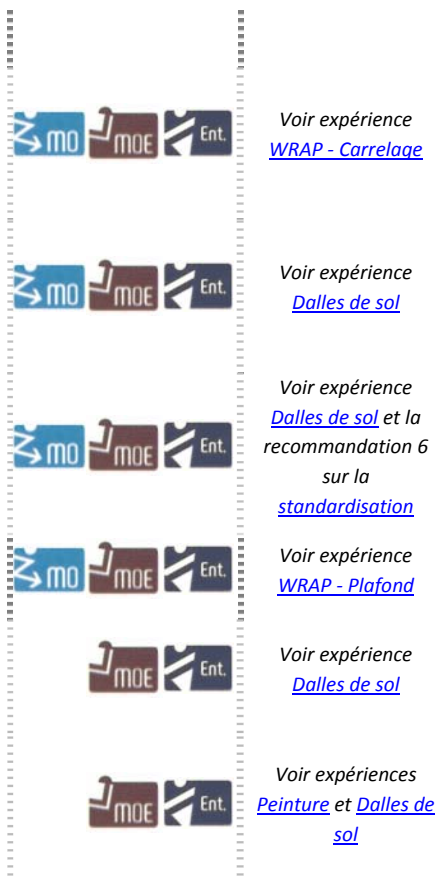 MO MOE Ent.
Voir expérience
WRAP - Carrelage
MO MOE Ent.
Voir expérience
Dalles de sol
MO MOE Ent.
Voir expérience
Dalles de sol et la
recommandation 6
sur la
standardisation
MO MOE Ent.
Voir expérience
WRAP - Plafond
MOE Ent.
Voir expérience
Dalles de sol
MOE Ent.
Voir expériences
Peinture et Dalles de
sol